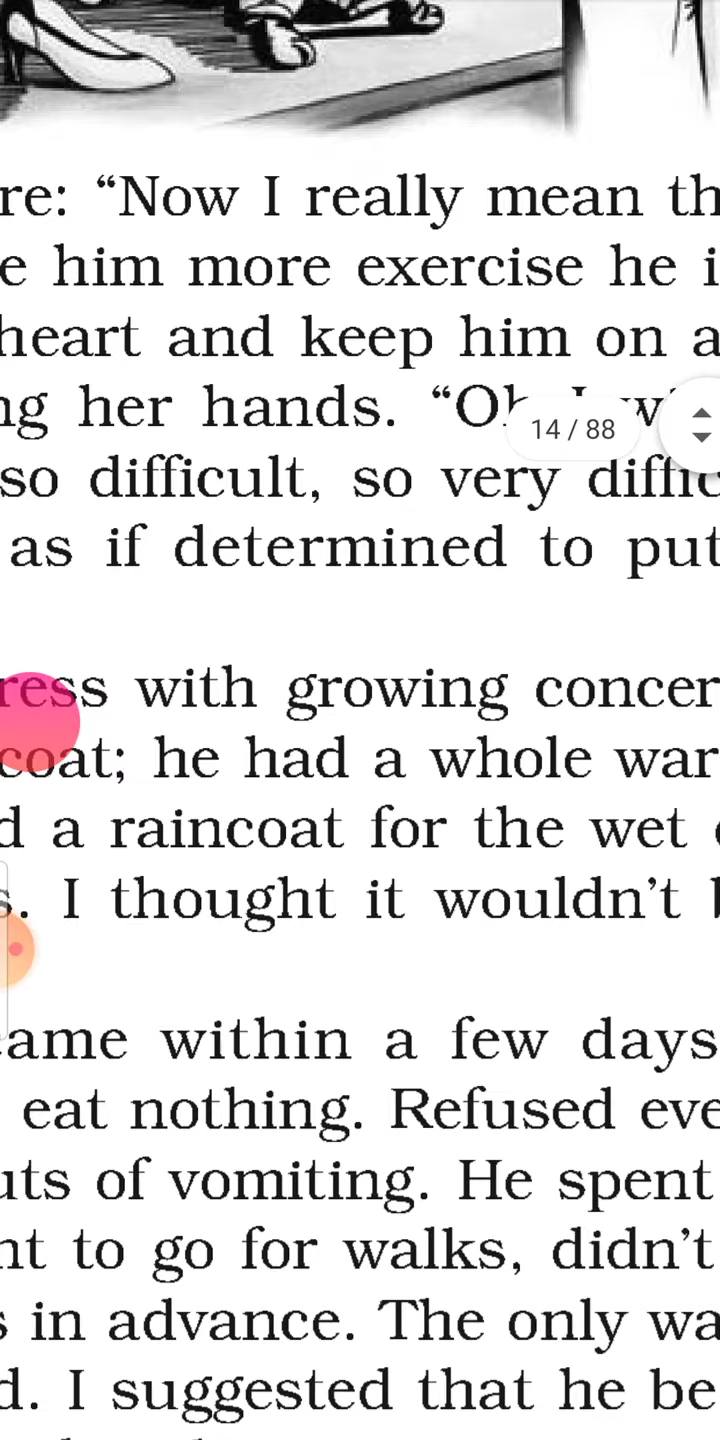 re: “Now I really mean th
e him more exercise he i
heart and keep him on a
ng her hands. “Oh I w
14 / 88
so difficult, so very diffic
as if determined to put
ress with growing concer
coat; he had a whole war
d a raincoat for the wet
s. I thought it wouldn’t
ame within a few days
eat nothing. Refused eve
uts of vomiting. He spent
nt to go for walks, didn’t
s in advance. The only wa
d. I suggested that he be